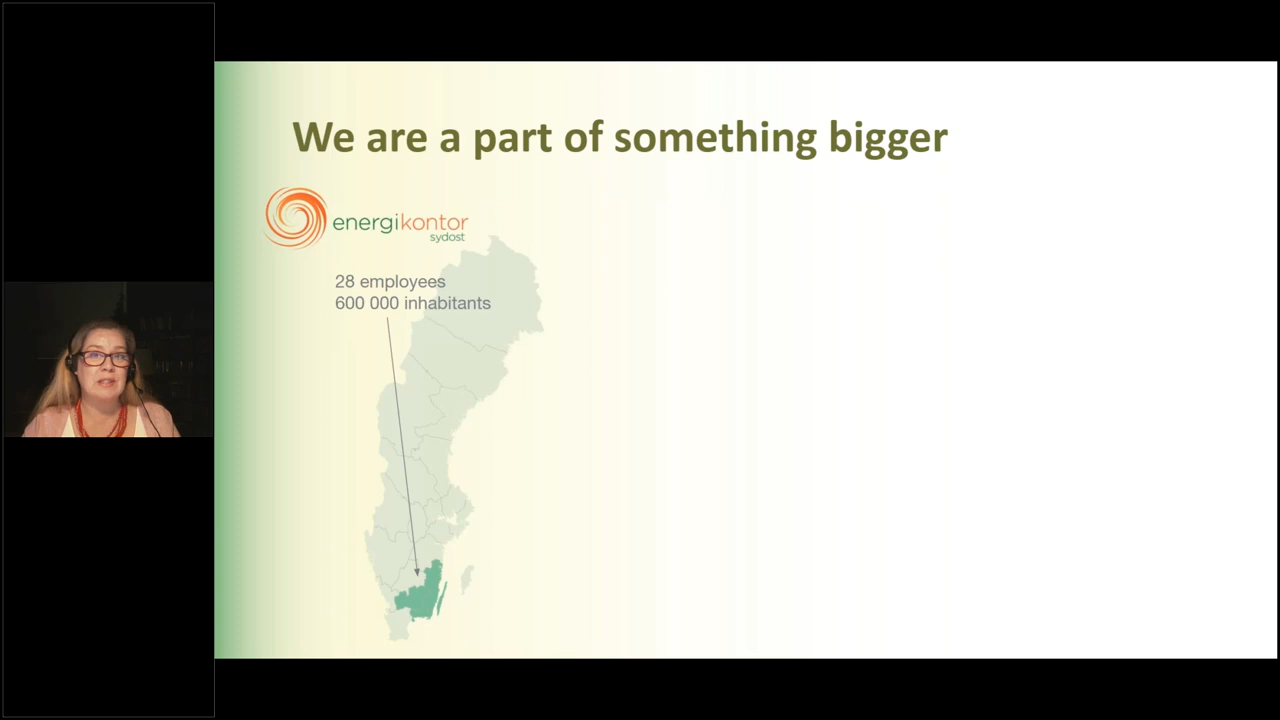 We are a part of something bigger
energikontor
sydost
28 employees
600 000 inhabitants